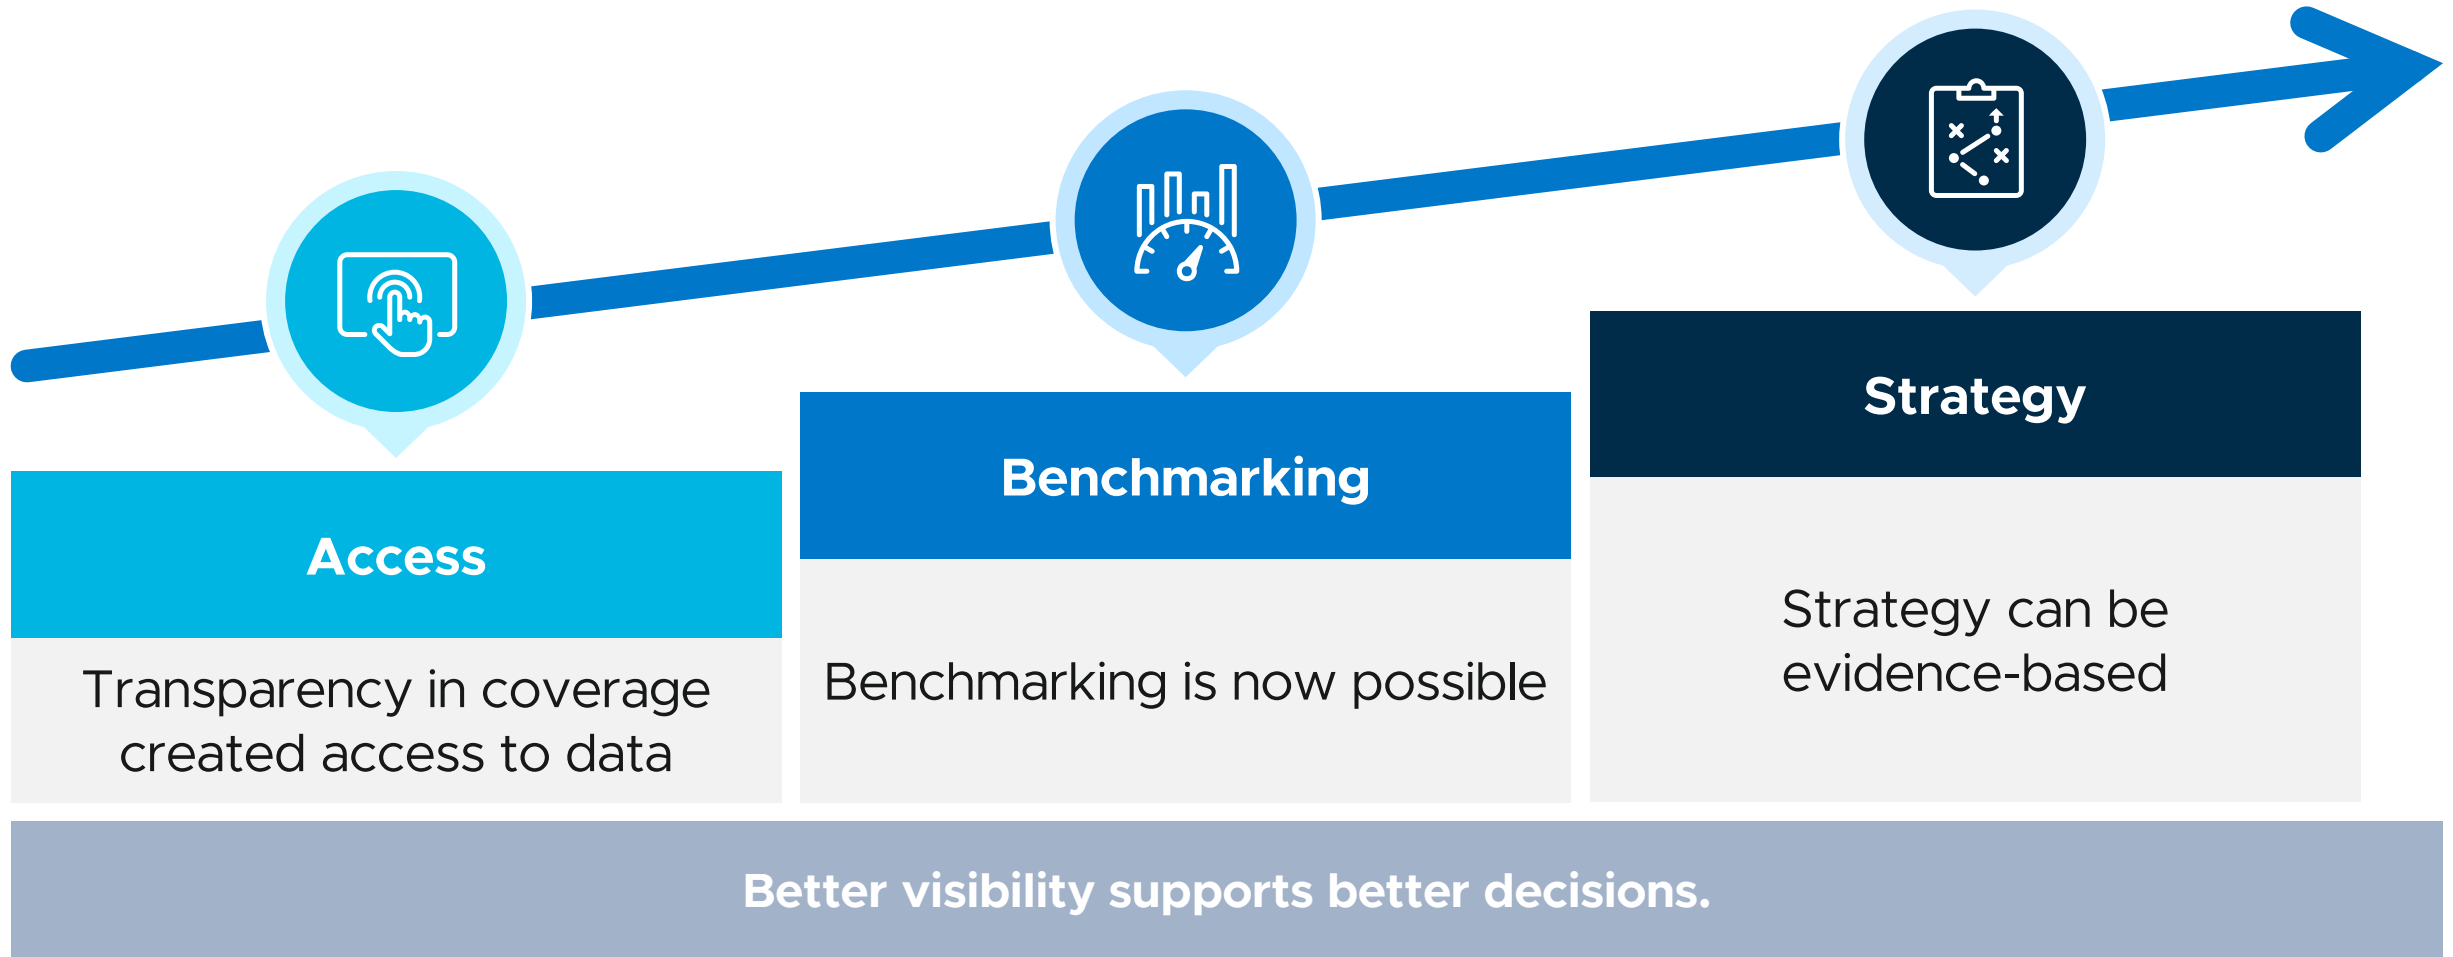 Access
Transparency in coverage
created access to data
Benchmarking
Benchmarking is now possible
Strategy
Strategy can be
evidence-based
Better visibility supports better decisions.